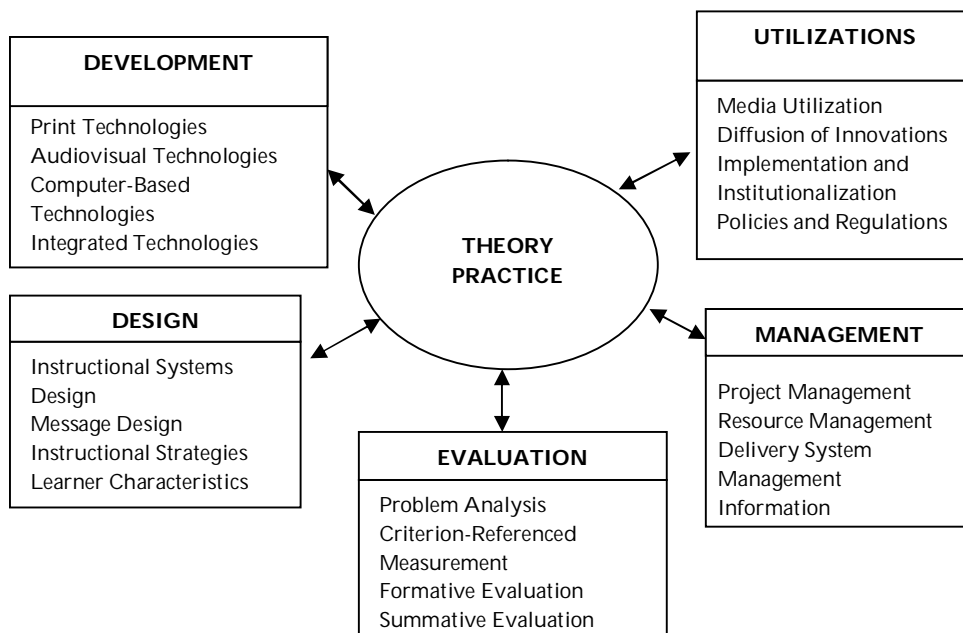 DEVELOPMENT
Print Technologies
Audiovisual Technologies
Computer-Based
Technologies
Integrated Technologies
UTILIZATIONS
Media Utilization
Diffusion of Innovations
Implementation and
Institutionalization
Policies and Regulations
THEORY
PRACTICE
DESIGN
Instructional Systems
Design
Message Design
Instructional Strategies
Learner Characteristics
MANAGEMENT
Project Management
Resource Management
Delivery System
Management
Information
EVALUATION
Problem Analysis
Criterion-Referenced
Measurement
Formative Evaluation
Summative Evaluation